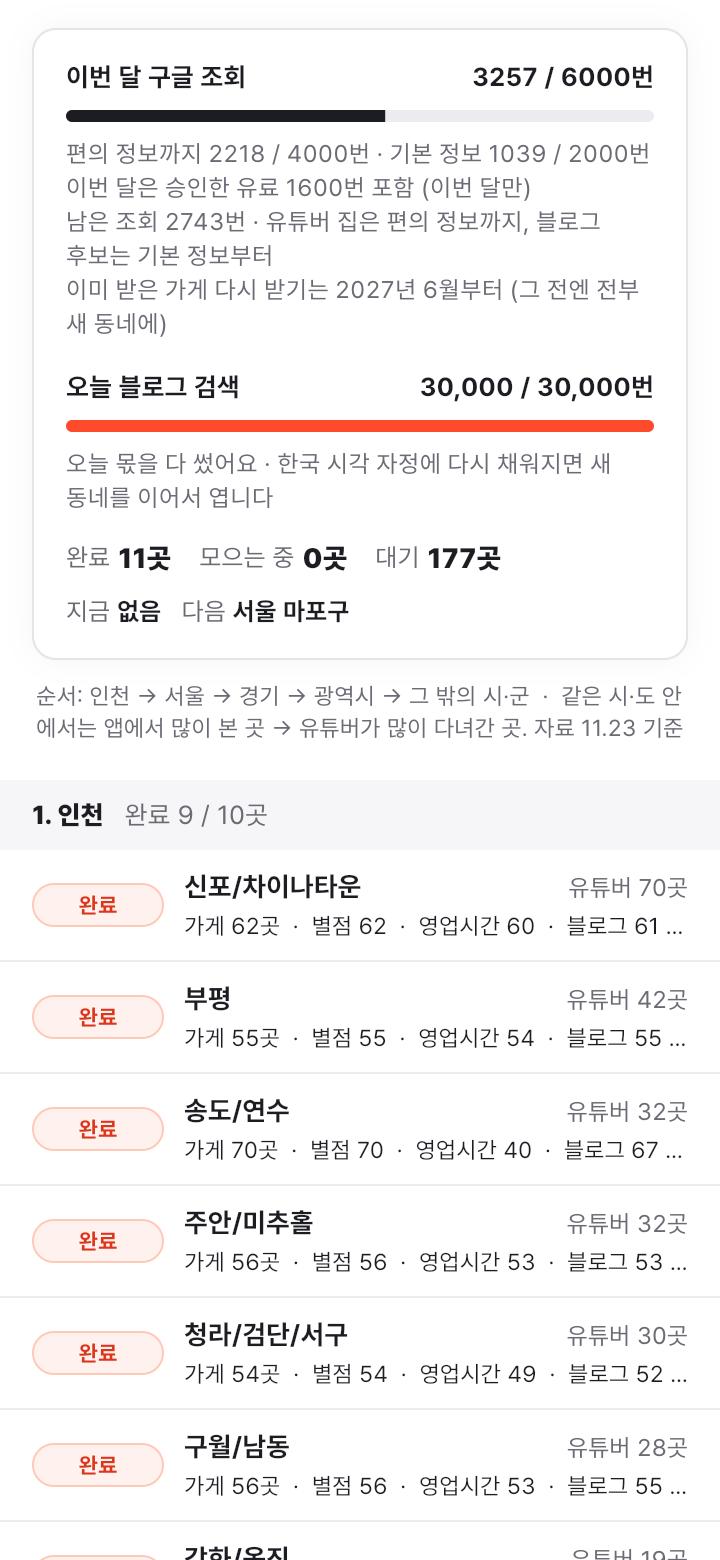 이번 달 구글 조회 3257 / 6000번
편의 정보까지 2218 / 4000번 · 기본 정보 1039 / 2000번
이번 달은 승인한 유료 1600번 포함 (이번 달만)
남은 조회 2743번 · 유튜버 집은 편의 정보까지, 블로그
후보는 기본 정보부터
이미 받은 가게 다시 받기는 2027년 6월부터 (그 전엔 전부
새 동네에)
오늘 블로그 검색 30,000 / 30,000번
오늘 몫을 다 썼어요 · 한국 시각 자정에 다시 채워지면 새
동네를 이어서 엽니다
완료 11곳 모으는 중 0곳 대기 177곳
지금 없음 다음 서울 마포구
순서: 인천 → 서울 → 경기 → 광역시 → 그 밖의 시·군 · 같은 시·도 안
에서는 앱에서 많이 본 곳 → 유튜버가 많이 다녀간 곳. 자료 11.23 기준
1. 인천 완료 9 / 10곳
완료 신포/차이나타운 유튜버 70곳
가게 62곳 · 별점 62 · 영업시간 60 · 블로그 61 ...
완료 부평 유튜버 42곳
가게 55곳 · 별점 55 · 영업시간 54 · 블로그 55 ...
완료 송도/연수 유튜버 32곳
가게 70곳 · 별점 70 · 영업시간 40 · 블로그 67 ...
완료 주안/미추홀 유튜버 32곳
가게 56곳 · 별점 56 · 영업시간 53 · 블로그 53 ...
완료 청라/검단/서구 유튜버 30곳
가게 54곳 · 별점 54 · 영업시간 49 · 블로그 52 ...
완료 구월/남동 유튜버 28곳
가게 56곳 · 별점 56 · 영업시간 53 · 블로그 55 ...